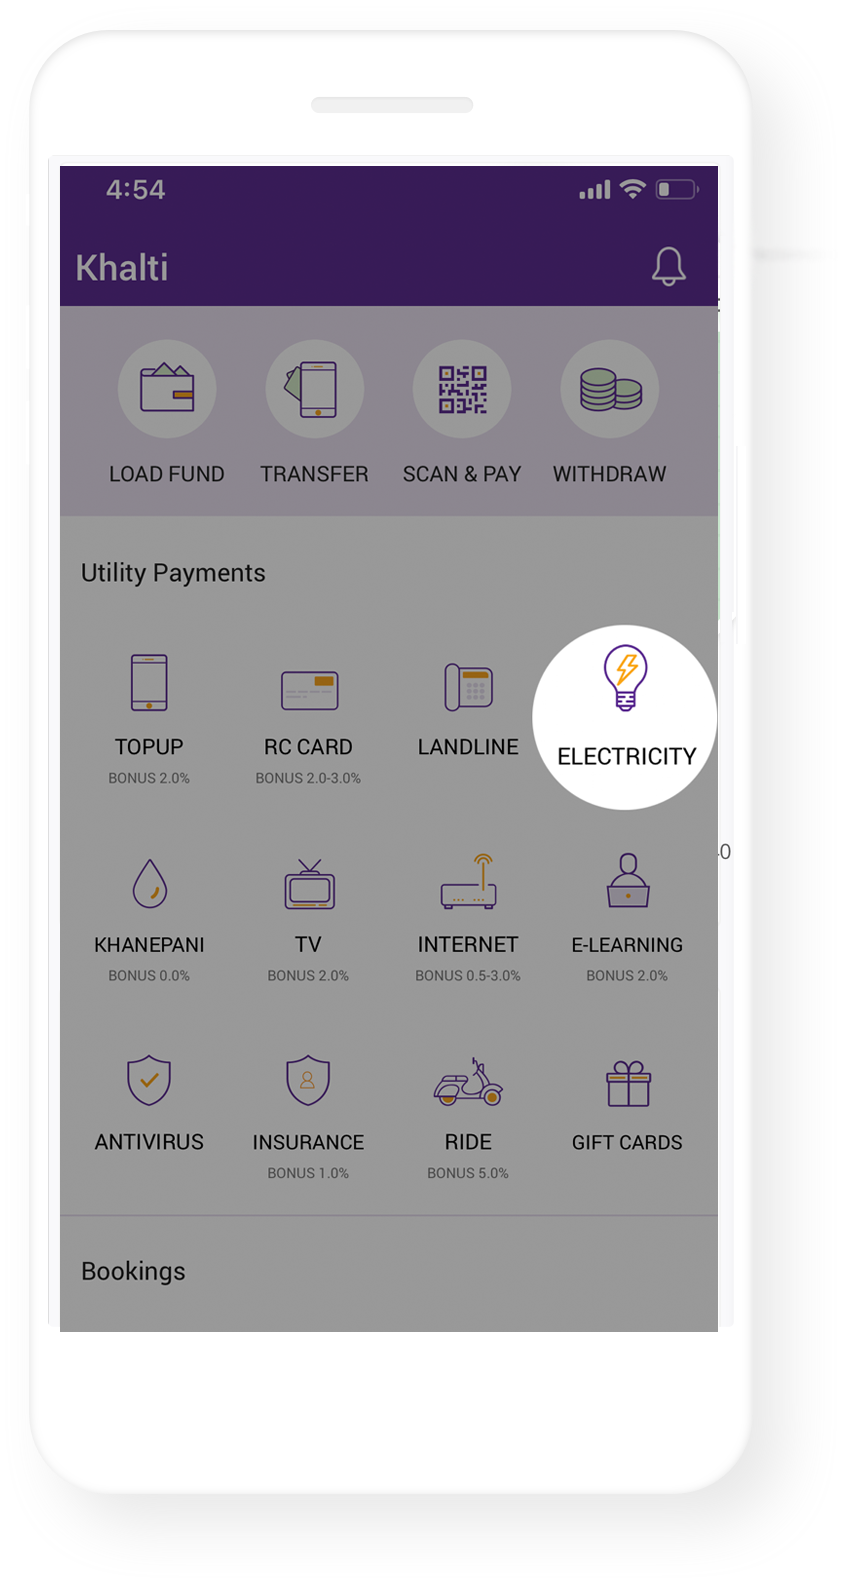 4:54
Khalti
LOAD FUND TRANSFER SCAN & PAY WITHDRAW
Utility Payments
TOPUP RC CARD LANDLINE ELECTRICITY
BONUS 2.0% BONUS 2.0-3.0%
KHANEPANI TV INTERNET E-LEARNING
BONUS 0.0% BONUS 2.0% BONUS 0.5-3.0% BONUS 2.0%
ANTIVIRUS INSURANCE RIDE GIFT CARDS
BONUS 1.0% BONUS 5.0%
Bookings